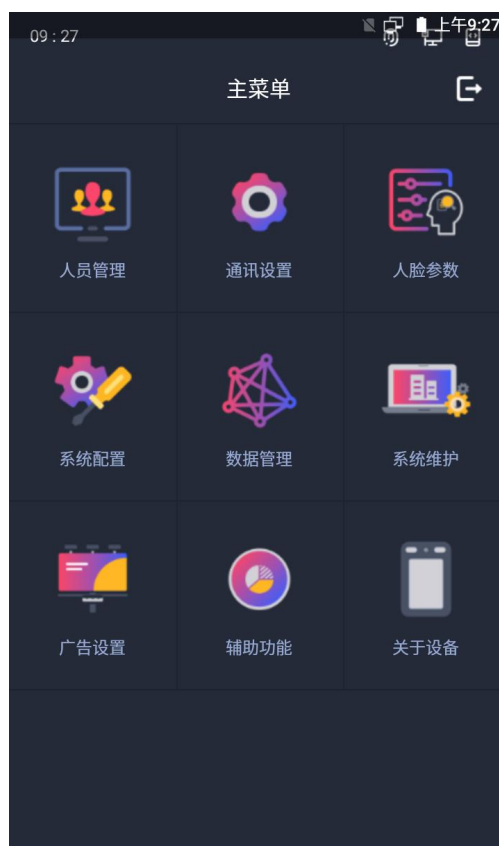 上午9:27
09 : 27
主菜单
人员管理
通讯设置
人脸参数
系统配置
数据管理
系统维护
广告设置
辅助功能
关于设备